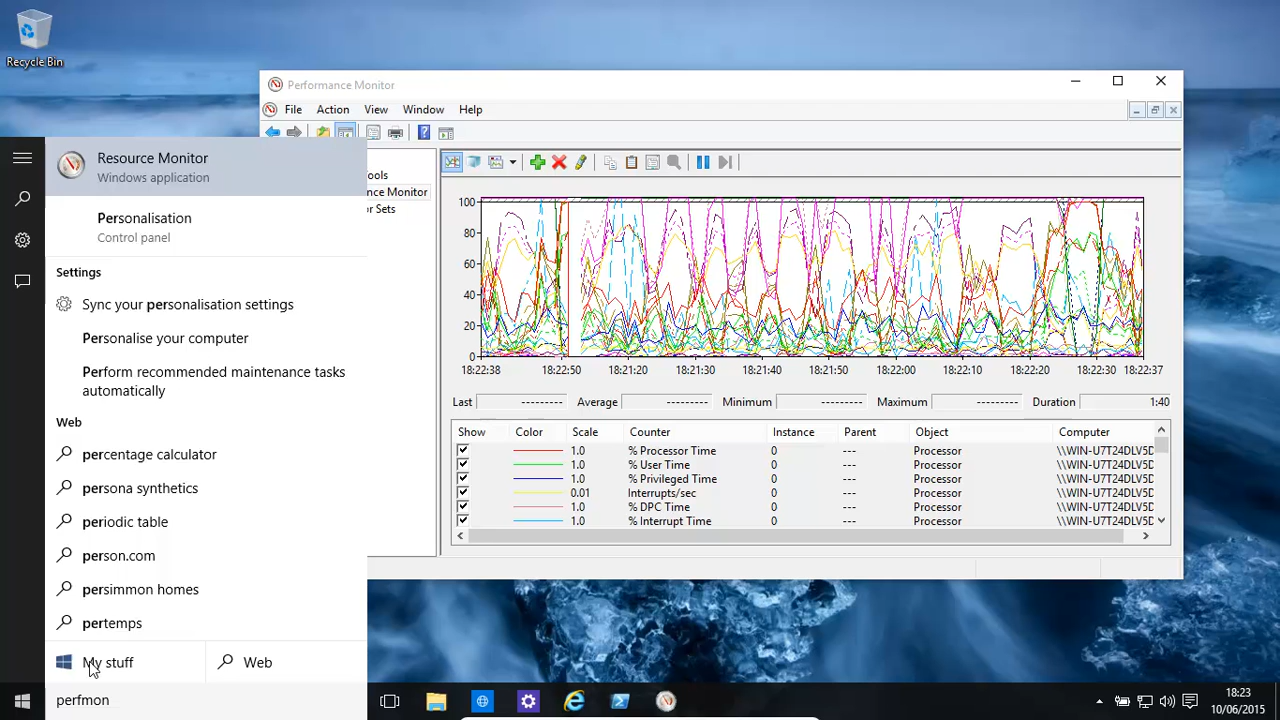 Recycle Bin
Performance Monitor
File Action View Window Help
ools
nce Monitor
or Sets
Resource Monitor
Windows application
Personalisation
Control panel
Settings
Sync your personalisation settings
Personalise your computer
Perform recommended maintenance tasks
automatically
Web
percentage calculator
persona synthetics
periodic table
person.com
persimmon homes
pertemps
My stuff Web
perfmon
100
80
60
40
20
0
18:22:38 18:22:50 18:21:20 18:21:30 18:21:40 18:21:50 18:22:00 18:22:10 18:22:20 18:22:30 18:22:37
Last --------- Average --------- Minimum --------- Maximum --------- Duration 1:40
Show Color Scale Counter Instance Parent Object Computer
1.0 % Processor Time 0 --- Processor \\WIN-U7T24DLV5D
1.0 % User Time 0 --- Processor \\WIN-U7T24DLV5D
1.0 % Privileged Time 0 --- Processor \\WIN-U7T24DLV5D
0.01 Interrupts/sec 0 --- Processor \\WIN-U7T24DLV5D
1.0 % DPC Time 0 --- Processor \\WIN-U7T24DLV5D
1.0 % Interrupt Time 0 --- Processor \\WIN-U7T24DLV5D
18:23
10/06/2015